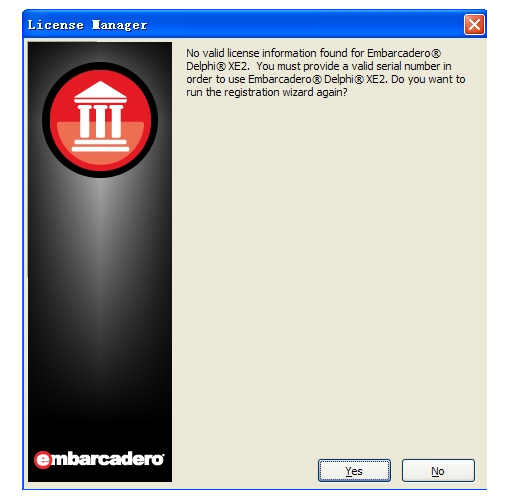 License Manager
No valid license information found for Embarcadero®
Delphi® XE2.  You must provide a valid serial number in
order to use Embarcadero® Delphi® XE2. Do you want to
run the registration wizard again?
embarcadero
Yes
No